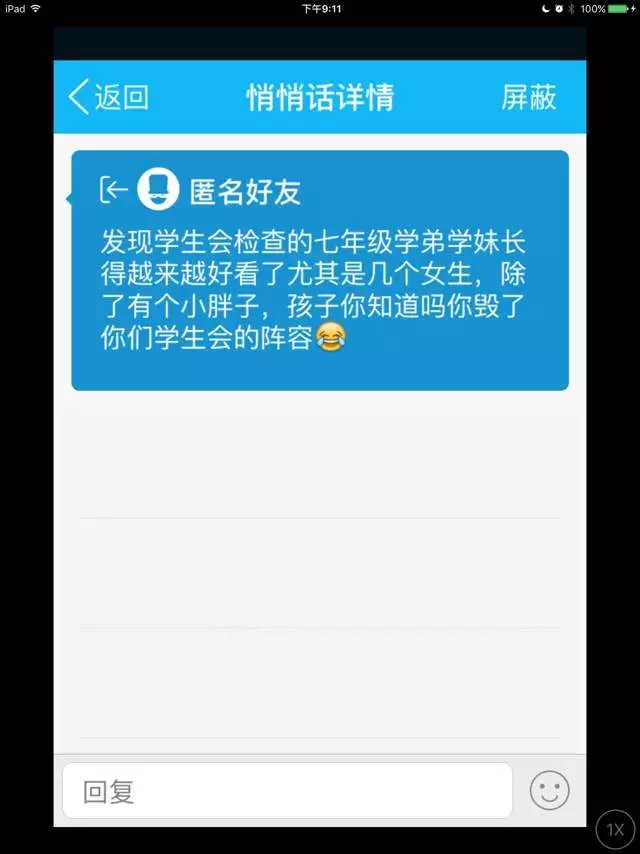 iPad 下午9:11 100%
返回 悄悄话详情 屏蔽
匿名好友
发现学生会检查的七年级学弟学妹长
得越来越好看了尤其是几个女生，除
了有个小胖子，孩子你知道吗你毁了
你们学生会的阵容😂
回复
1X